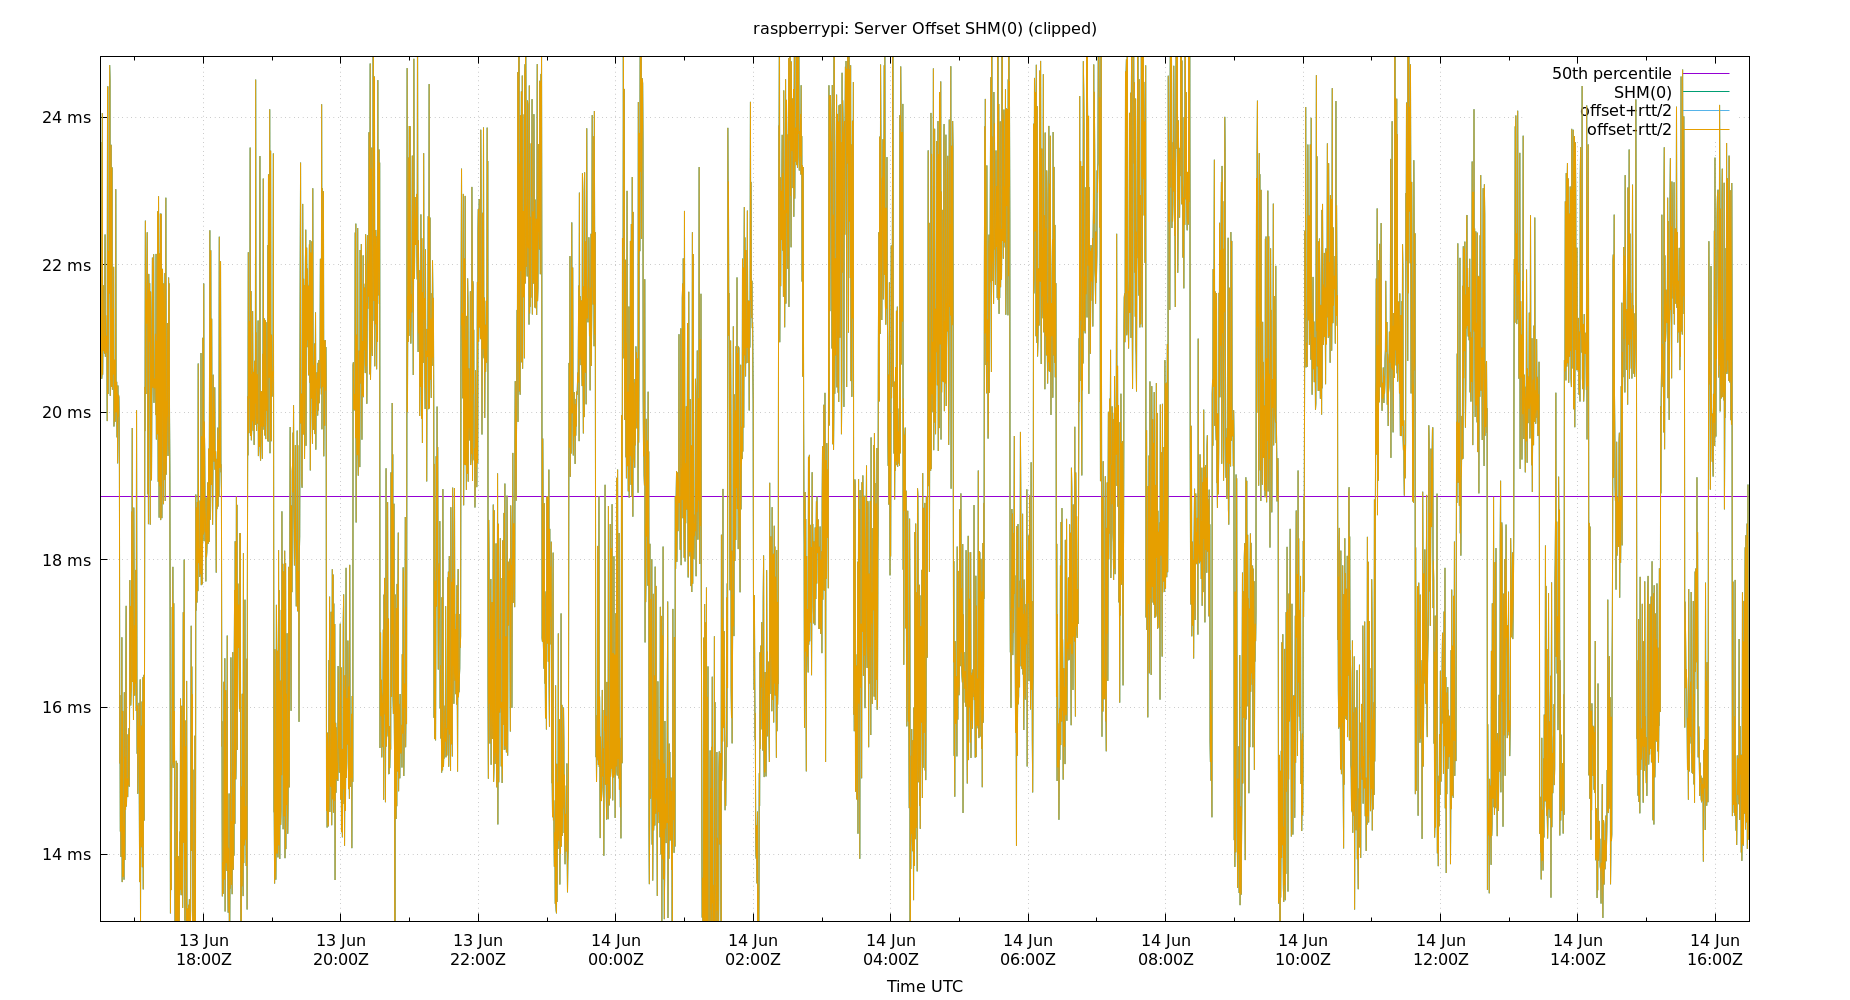 raspberrypi: Server Offset SHM(0) (clipped)
50th percentile
SHM(0)
offset+rtt/2
offset-rtt/2
24 ms
22 ms
20 ms
18 ms
16 ms
14 ms
13 Jun 13 Jun 13 Jun 14 Jun 14 Jun 14 Jun 14 Jun 14 Jun 14 Jun 14 Jun 14 Jun 14 Jun
18:00Z 20:00Z 22:00Z 00:00Z 02:00Z 04:00Z 06:00Z 08:00Z 10:00Z 12:00Z 14:00Z 16:00Z
Time UTC